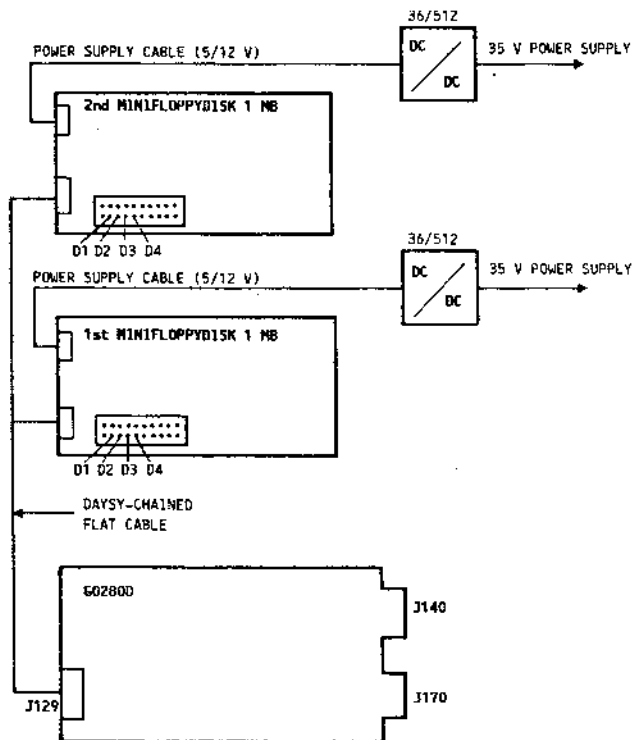 36/512
DC
DC
POWER SUPPLY CABLE (5/12 V)
35 V POWER SUPPLY
2nd MINIFLOPPYDISK 1 MB
D1 D2 D3 D4
36/512
DC
DC
POWER SUPPLY CABLE (5/12 V)
35 V POWER SUPPLY
1st MINIFLOPPYDISK 1 MB
D1 D2 D3 D4
DAYSY-CHAINED
FLAT CABLE
GO280D
J140
J129
J170